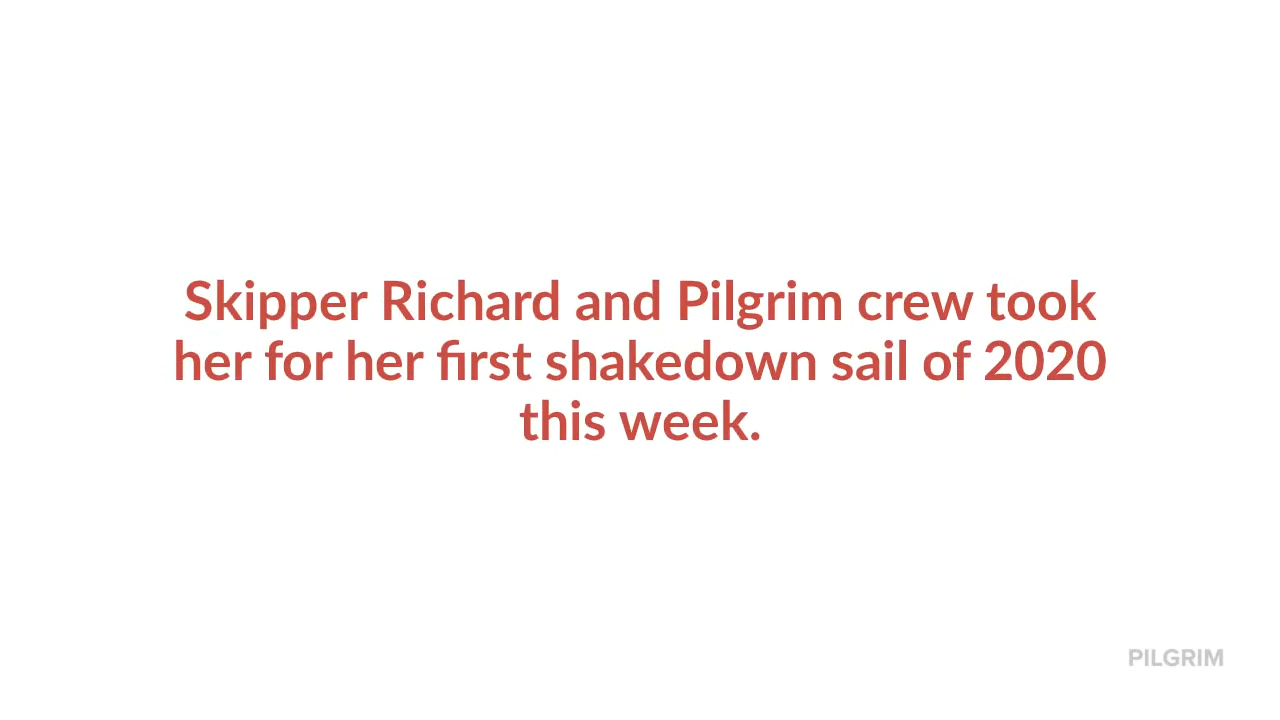 Skipper Richard and Pilgrim crew took
her for her first shakedown sail of 2020
this week.
PILGRIM